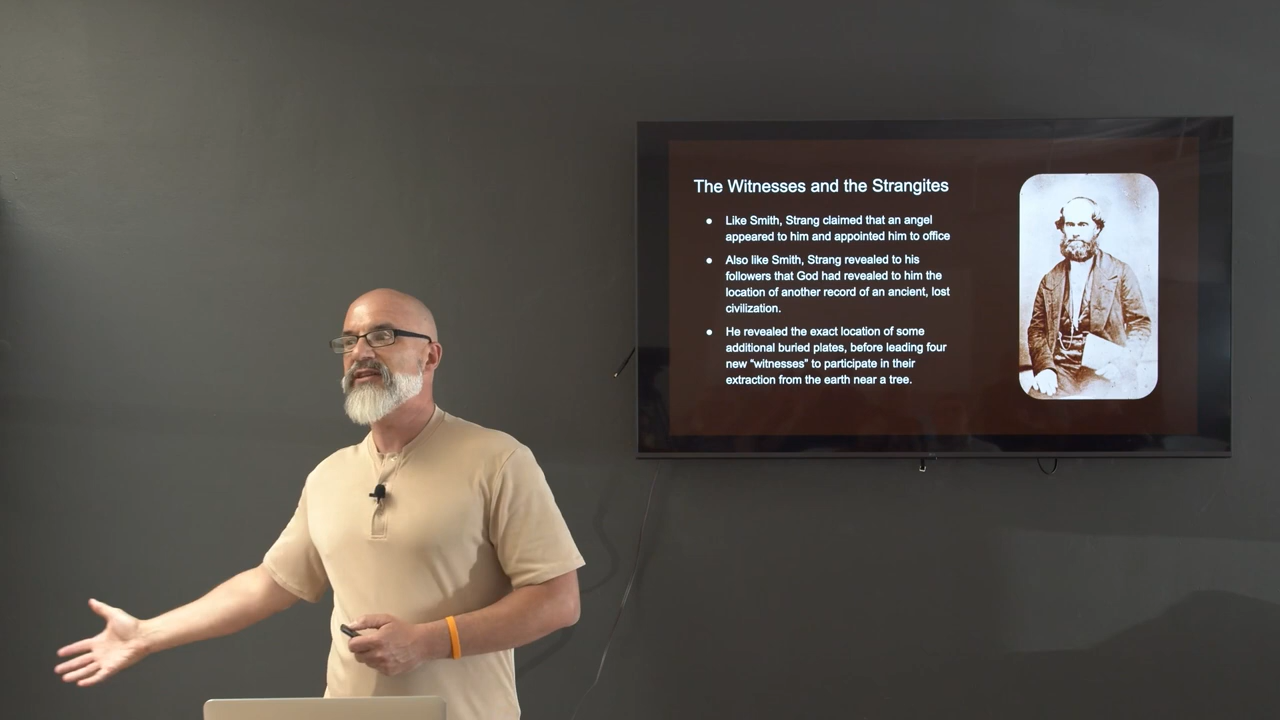 The Witnesses and the Strangites
● Like Smith, Strang claimed that an angel
appeared to him and appointed him to office
● Also like Smith, Strang revealed to his
followers that God had revealed to him the
location of another record of an ancient, lost
civilization.
● He revealed the exact location of some
additional buried plates, before leading four
new “witnesses” to participate in their
extraction from the earth near a tree.